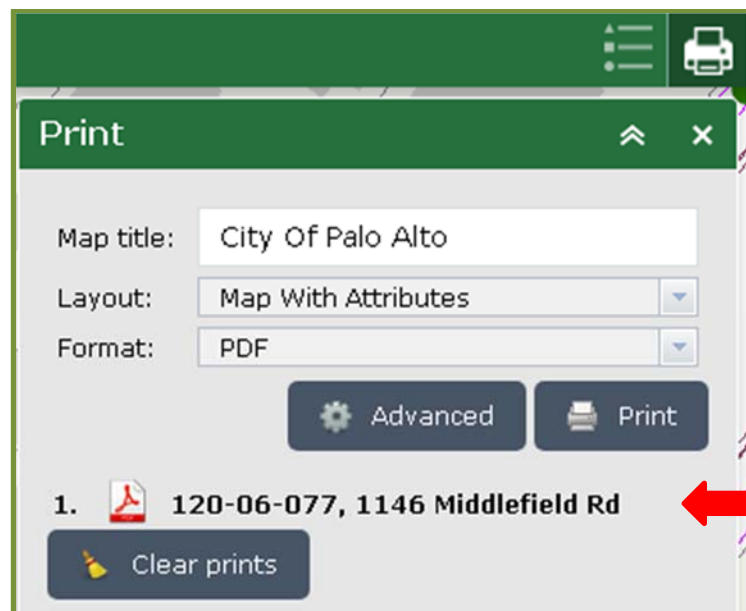 Print
Map title: City Of Palo Alto
Layout: Map With Attributes
Format: PDF
Advanced Print
1. 120-06-077, 1146 Middlefield Rd
Clear prints